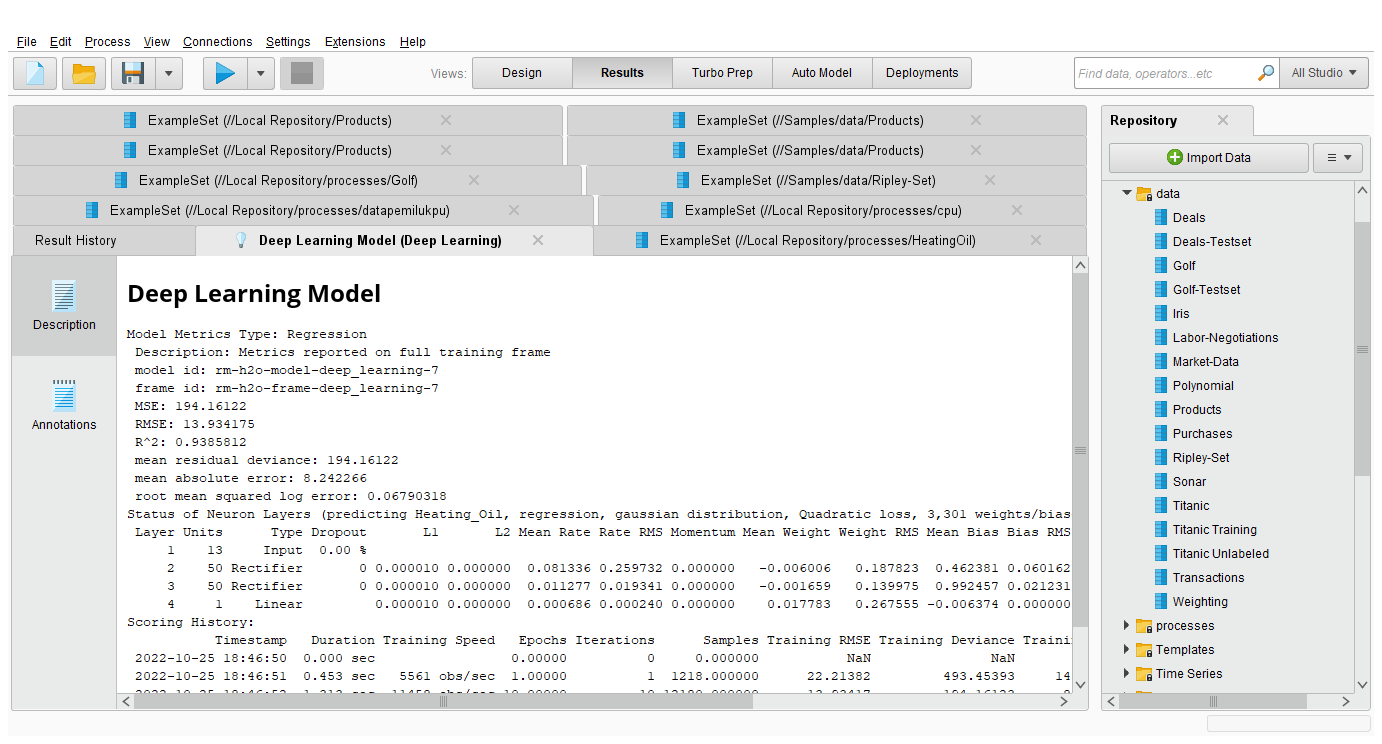 File Edit Process View Connections Settings Extensions Help
Views: Design Results Turbo Prep Auto Model Deployments Find data, operators...etc All Studio
ExampleSet (//Local Repository/Products) ExampleSet (//Samples/data/Products)
ExampleSet (//Local Repository/Products) ExampleSet (//Samples/data/Products)
ExampleSet (//Local Repository/processes/Golf) ExampleSet (//Samples/data/Ripley-Set)
ExampleSet (//Local Repository/processes/datapemilukpu) ExampleSet (//Local Repository/processes/cpu)
Result History Deep Learning Model (Deep Learning) ExampleSet (//Local Repository/processes/HeatingOil)
Description
Annotations
Deep Learning Model
Model Metrics Type: Regression
Description: Metrics reported on full training frame
model id: rm-h2o-model-deep_learning-7
frame id: rm-h2o-frame-deep_learning-7
MSE: 194.16122
RMSE: 13.934175
R^2: 0.9385812
mean residual deviance: 194.16122
mean absolute error: 8.242266
root mean squared log error: 0.06790318
Status of Neuron Layers (predicting Heating_Oil, regression, gaussian distribution, Quadratic loss, 3,301 weights/bias
Layer Units Type Dropout L1 L2 Mean Rate Rate RMS Momentum Mean Weight Weight RMS Mean Bias Bias RMS
1 13 Input 0.00 %
2 50 Rectifier 0 0.000010 0.000000 0.081336 0.259732 0.000000 -0.006006 0.187823 0.462381 0.060162
3 50 Rectifier 0 0.000010 0.000000 0.011277 0.019341 0.000000 -0.001659 0.139975 0.992457 0.021231
4 1 Linear 0.000010 0.000000 0.000686 0.000240 0.000000 0.017783 0.267555 -0.006374 0.000000
Scoring History:
Timestamp Duration Training Speed Epochs Iterations Samples Training RMSE Training Deviance Traini
2022-10-25 18:46:50 0.000 sec 0.00000 0 0.000000 NaN NaN
2022-10-25 18:46:51 0.453 sec 5561 obs/sec 1.00000 1 1218.000000 22.21382 493.45393 14
Repository
Import Data
data
Deals
Deals-Testset
Golf
Golf-Testset
Iris
Labor-Negotiations
Market-Data
Polynomial
Products
Purchases
Ripley-Set
Sonar
Titanic
Titanic Training
Titanic Unlabeled
Transactions
Weighting
processes
Templates
Time Series